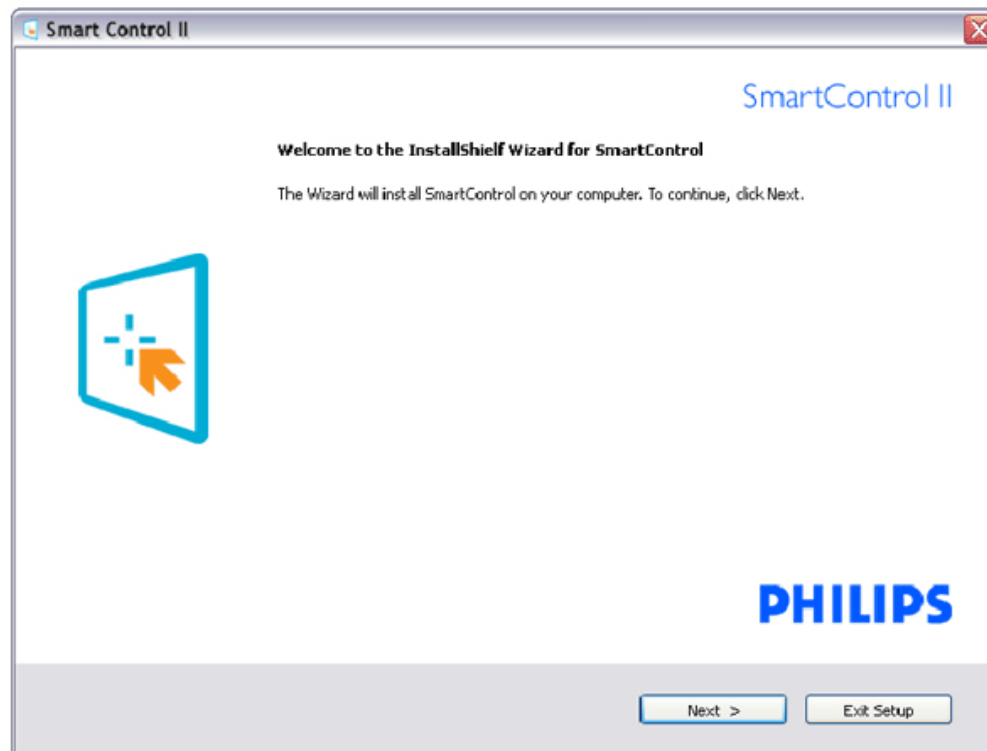 Smart Control II
SmartControl II
Welcome to the InstallShielf Wizard for SmartControl
The Wizard will install SmartControl on your computer. To continue, click Next.
PHILIPS
Next >
Exit Setup